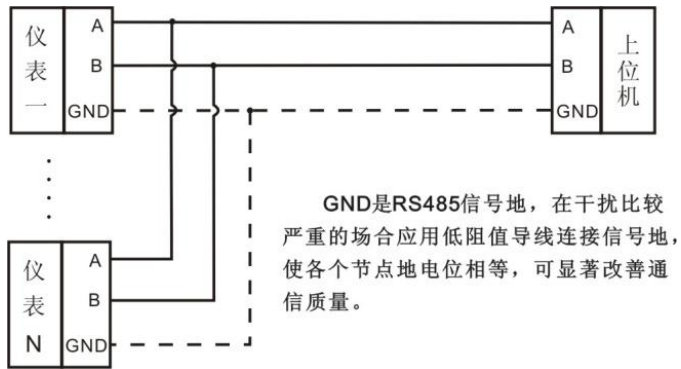 仪表一
A
B
GND
A
B
GND
上位机
仪表N
A
B
GND
GND是RS485信号地，在干扰比较
严重的场合应用低阻值导线连接信号地，
使各个节点地电位相等，可显著改善通
信质量。